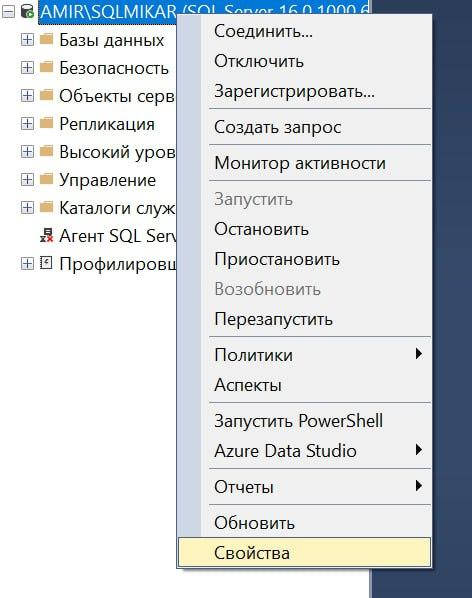 AMIR\SQLMIKAR (SQL Server 16.0.1000.6
Базы данных
Безопасность
Объекты серв
Репликация
Высокий уров
Управление
Каталоги служ
Агент SQL Serv
Профилировщ
Соединить...
Отключить
Зарегистрировать...
Создать запрос
Монитор активности
Запустить
Остановить
Приостановить
Возобновить
Перезапустить
Политики
Аспекты
Запустить PowerShell
Azure Data Studio
Отчеты
Обновить
Свойства